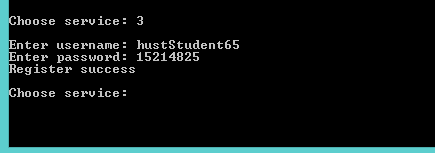 Choose service: 3
Enter username: hustStudent65
Enter password: 15214825
Register success
Choose service: